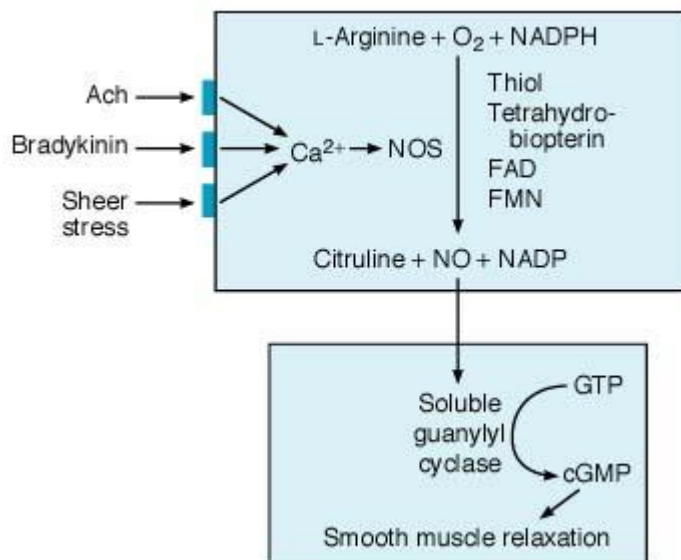 L-Arginine + O2 + NADPH
Thiol
Tetrahydro-
biopterin
FAD
FMN
Ach
Bradykinin
Sheer
stress
Ca2+
NOS
Citruline + NO + NADP
Soluble
guanylyl
cyclase
GTP
cGMP
Smooth muscle relaxation